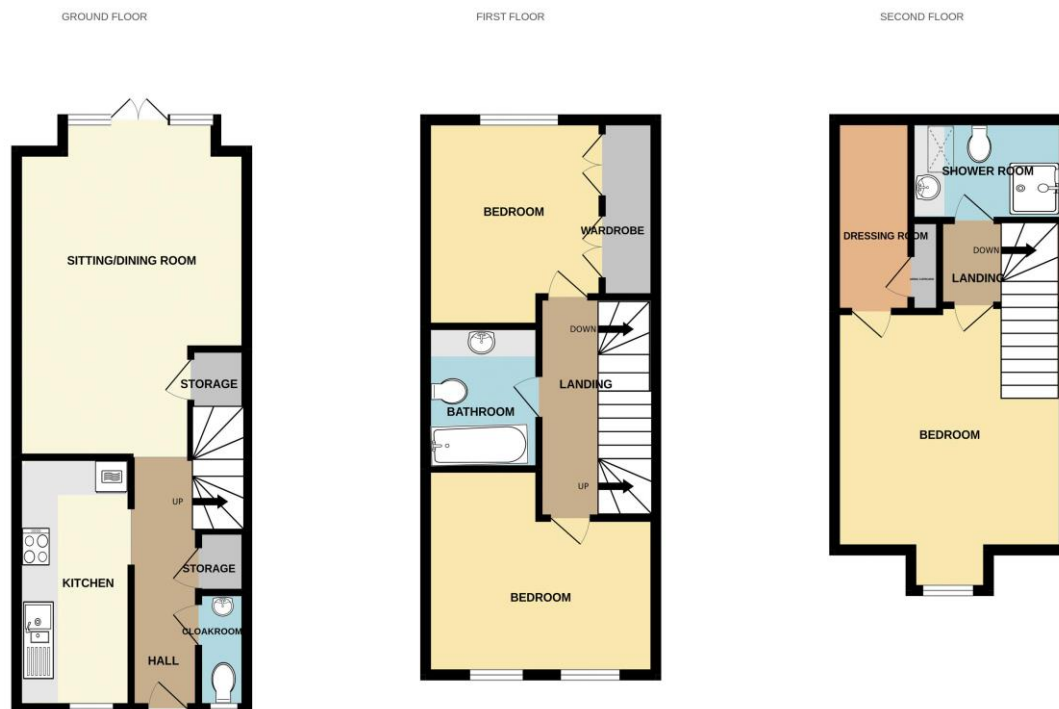 GROUND FLOOR
SITTING/DINING ROOM
STORAGE
UP
STORAGE
KITCHEN
CLOAKROOM
HALL
FIRST FLOOR
BEDROOM
WARDROBE
DOWN
LANDING
BATHROOM
UP
BEDROOM
SECOND FLOOR
SHOWER ROOM
DRESSING ROOM
DOWN
LANDING
BEDROOM